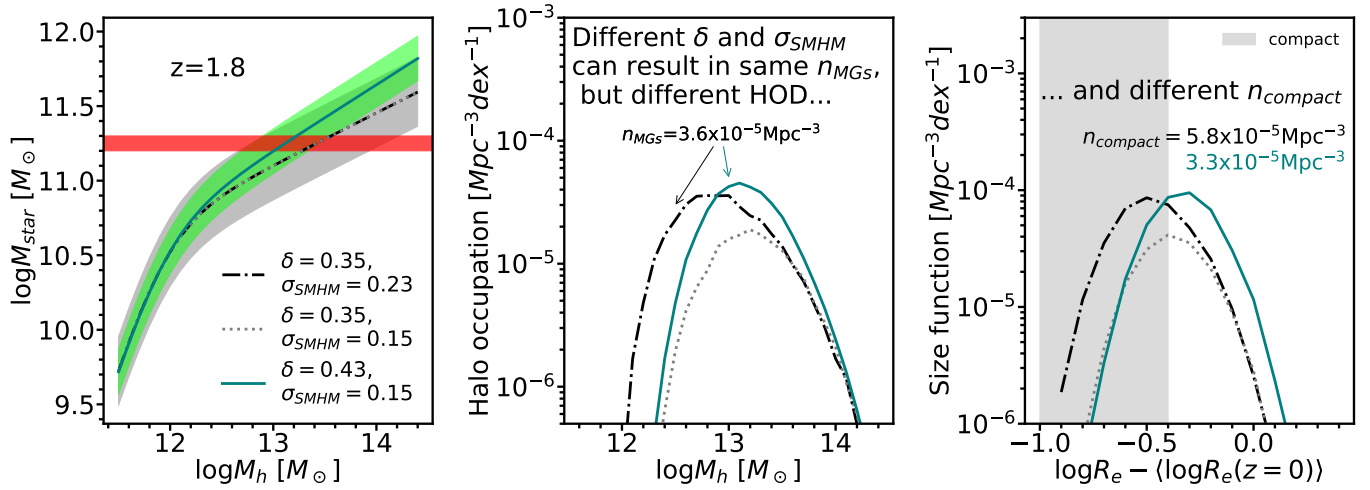 12.0
11.5
11.0
10.5
10.0
9.5
logM_star [M_⊙]
z=1.8
δ = 0.35,
σ_SMHM = 0.23
δ = 0.35,
σ_SMHM = 0.15
δ = 0.43,
σ_SMHM = 0.15
12 13 14
logM_h [M_⊙]
10⁻³
10⁻⁴
10⁻⁵
10⁻⁶
Halo occupation [Mpc⁻³dex⁻¹]
Different δ and σ_SMHM
can result in same n_MGs,
but different HOD...
n_MGs=3.6x10⁻⁵Mpc⁻³
12 13 14
logM_h [M_⊙]
10⁻³
10⁻⁴
10⁻⁵
10⁻⁶
Size function [Mpc⁻³dex⁻¹]
compact
... and different n_compact
n_compact = 5.8x10⁻⁵Mpc⁻³
3.3x10⁻⁵Mpc⁻³
−1.0 −0.5 0.0
logR_e − ⟨logR_e(z = 0)⟩